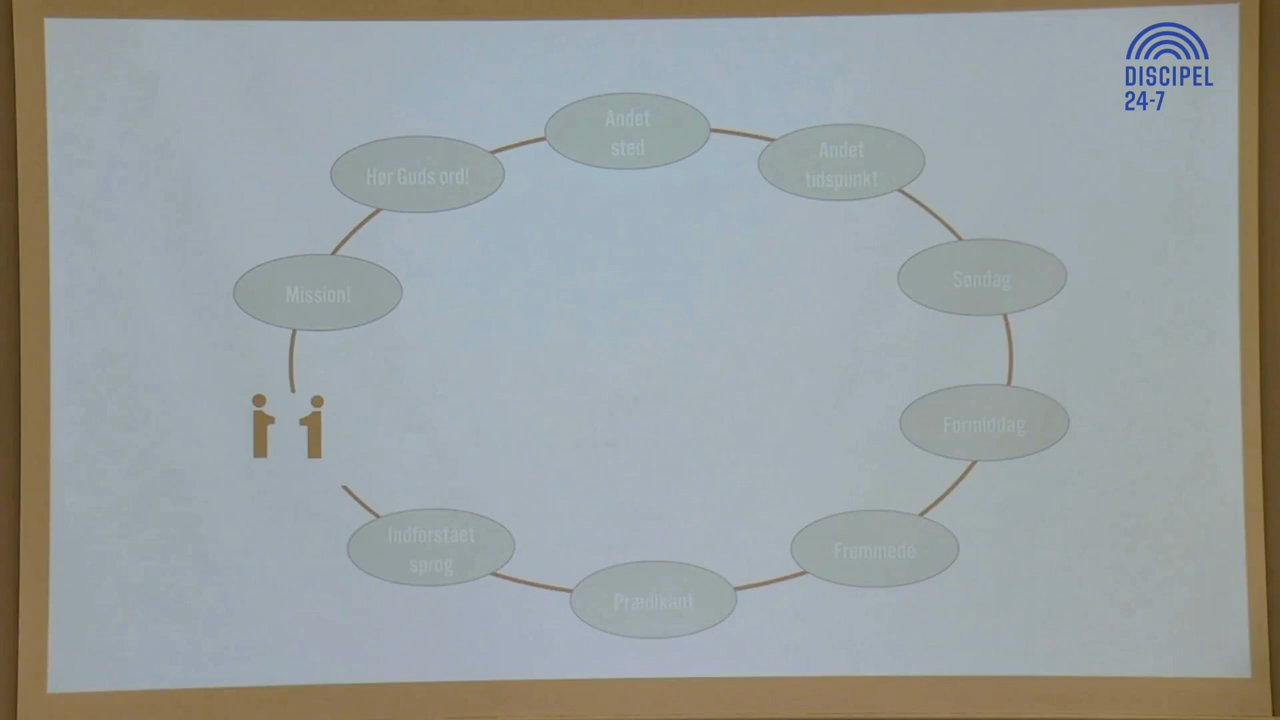 DISCIPEL
24-7
Andet
sted
Andet
tidspunkt
Hør Guds ord!
Søndag
Mission!
Formiddag
Indforstået
sprog
Fremmede
Prædikant